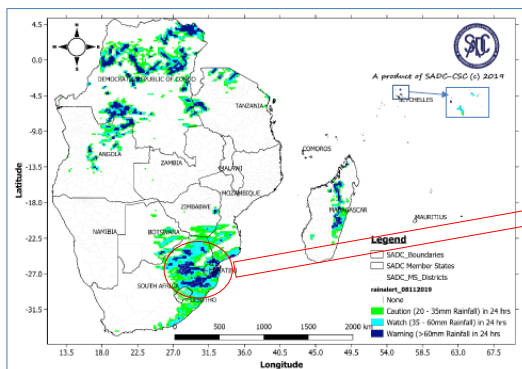 4.5
0.0
-4.5
-9.0
-13.5
-18.0
-22.5
-27.0
-31.5
Latitude
N
W
E
S
SADC
A product of SADC-CSC (c) 2019
DEMOCRATIC REPUBLIC OF CONGO
TANZANIA
SEYCHELLES
ANGOLA
ZAMBIA
MALAWI
COMOROS
MOZAMBIQUE
ZIMBABWE
MADAGASCAR
MAURITIUS
NAMIBIA
BOTSWANA
SOUTH AFRICA
LESOTHO
Legend
SADC_Boundaries
SADC Member States
SADC_MS_Districts
rainalert_08112019
None
Caution (20 - 35mm Rainfall) in 24 hrs
Watch (35 - 60mm Rainfall) in 24 hrs
Warning (>60mm Rainfall) in 24 hrs
0 500 1000 1500 2000 km
13.5 18.0 22.5 27.0 31.5 36.0 40.5 45.0 49.5 54.0 58.5 63.0 67.5 72.0
Longitude